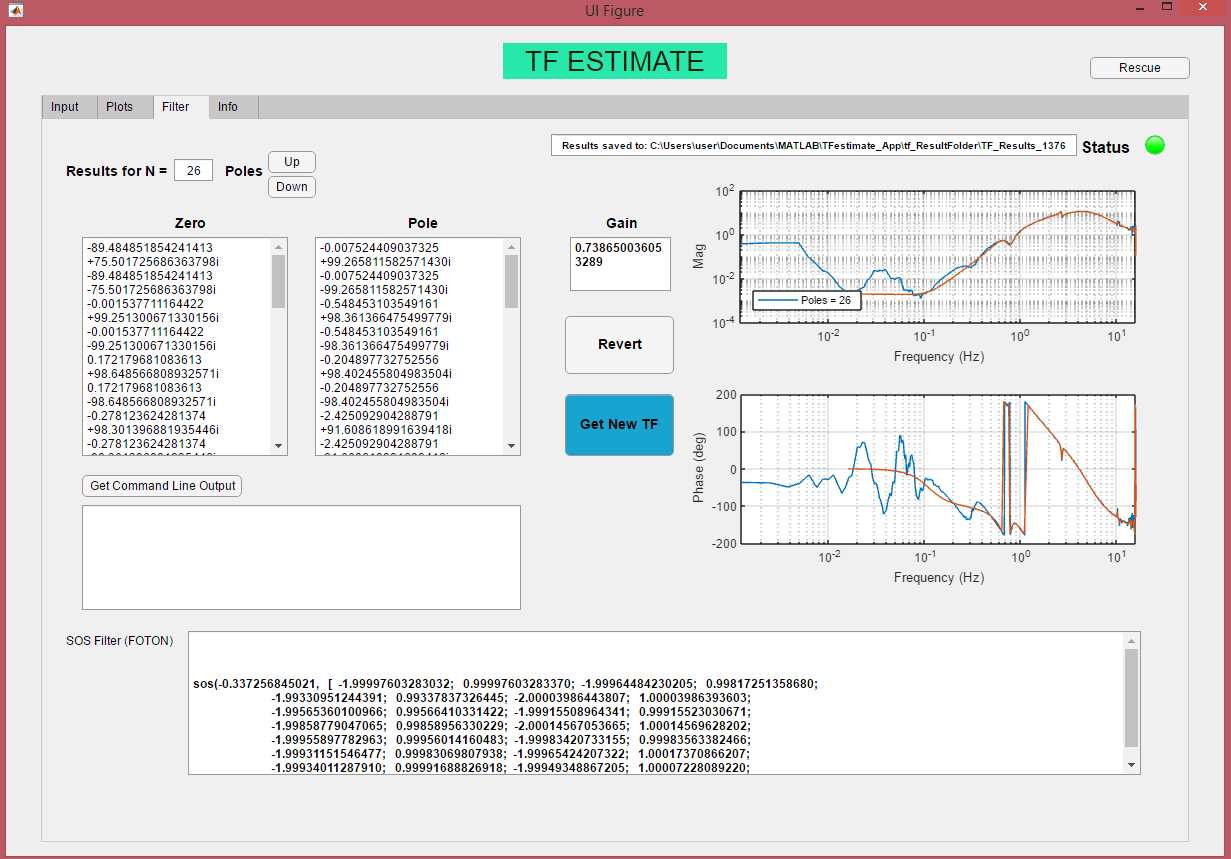 UI Figure
TF ESTIMATE
Rescue
Input Plots Filter Info
Results saved to: C:\Users\user\Documents\MATLAB\TFestimate_App\tf_ResultFolder\TF_Results_1376 Status
Results for N = 26 Poles Up
Down
Zero Pole Gain
-89.484851854241413
+75.501725686363798i
-89.484851854241413
-75.501725686363798i
-0.001537711164422
+99.251300671330156i
-0.001537711164422
-99.251300671330156i
0.172179681083613
+98.648566808932571i
0.172179681083613
-98.648566808932571i
-0.278123624281374
+98.301396881935446i
-0.278123624281374
-0.007524409037325
+99.265811582571430i
-0.007524409037325
-99.265811582571430i
-0.548453103549161
+98.361366475499779i
-0.548453103549161
-98.361366475499779i
-0.204897732752556
+98.402455804983504i
-0.204897732752556
-98.402455804983504i
-2.425092904288791
+91.608618991639418i
-2.425092904288791
0.73865003605
3289
Revert
Get New TF
10^2
10^0
10^-2
10^-4
Mag
Poles = 26
10^-2 10^-1 10^0 10^1
Frequency (Hz)
200
100
0
-100
-200
Phase (deg)
10^-2 10^-1 10^0 10^1
Frequency (Hz)
Get Command Line Output
SOS Filter (FOTON)
sos(-0.337256845021, [ -1.99997603283032; 0.99997603283370; -1.99964484230205; 0.99817251358680;
-1.99330951244391; 0.99337837326445; -2.00003986443807; 1.00003986393603;
-1.99565360100966; 0.99566410331422; -1.99915508964341; 0.99915523030671;
-1.99858779047065; 0.99858956330229; -2.00014567053665; 1.00014569628202;
-1.99955897782963; 0.99956014160483; -1.99983420733155; 0.99983563382466;
-1.99931151546477; 0.99983069807938; -1.99965424207322; 1.00017370866207;
-1.99934011287910; 0.99991688826918; -1.99949348867205; 1.00007228089220;